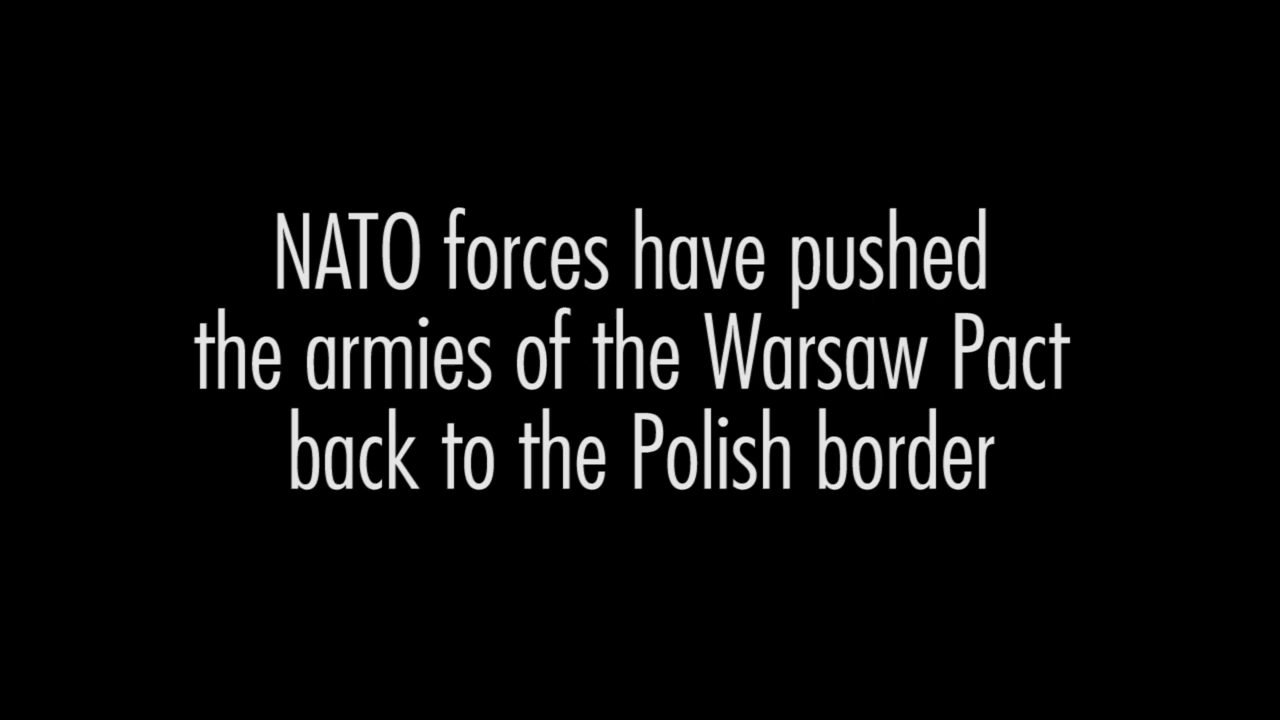 NATO forces have pushed
the armies of the Warsaw Pact
back to the Polish border